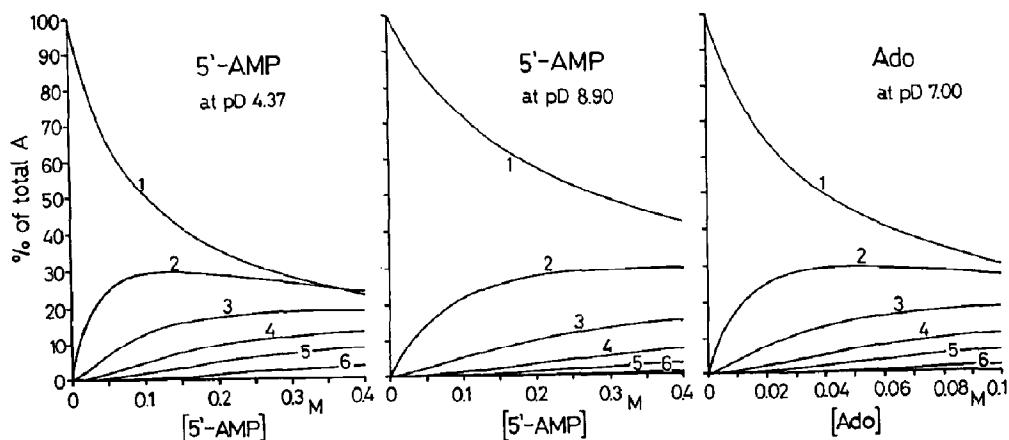 % of total A
100
90
80
70
60
50
40
30
20
10
0
5'-AMP
at pD 4.37
1
2
3
4
5
6
0 0.1 0.2 0.3 M 0.4
[5'-AMP]
5'-AMP
at pD 8.90
1
2
3
4
5 6
0 0.1 0.2 0.3 M 0.4
[5'-AMP]
Ado
at pD 7.00
1
2
3
4
5
6
0 0.02 0.04 0.06 0.08 M 0.1
[Ado]